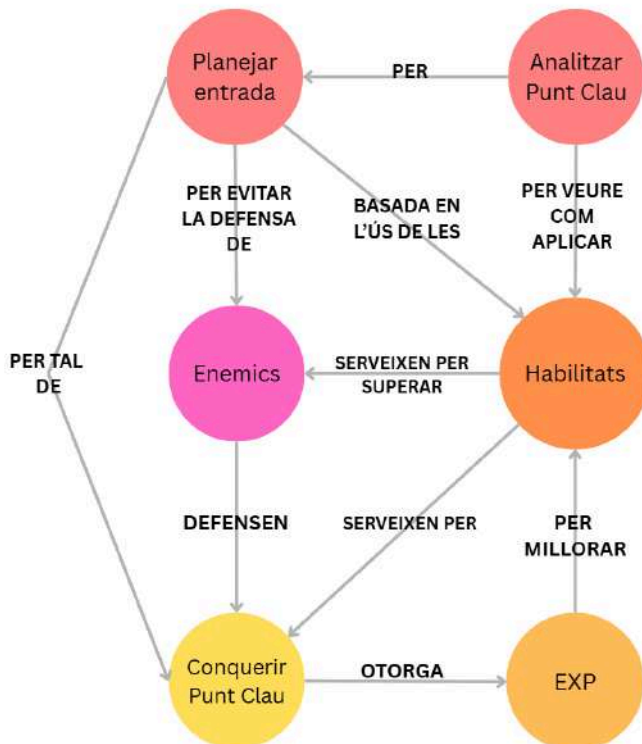 Planejar
entrada
PER
Analitzar
Punt Clau
PER EVITAR
LA DEFENSA
DE
BASADA EN
L'ÚS DE LES
PER VEURE
COM
APLICAR
PER TAL
DE
Enemics
SERVEIXEN PER
SUPERAR
Habilitats
DEFENSEN
SERVEIXEN PER
PER
MILLORAR
Conquerir
Punt Clau
OTORGA
EXP